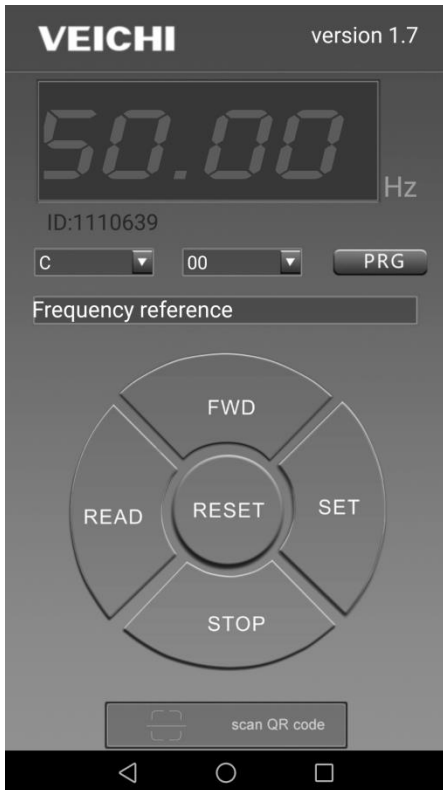 VEICHI version 1.7
50.00 Hz
ID:1110639
C 00 PRG
Frequency reference
FWD
READ RESET SET
STOP
scan QR code